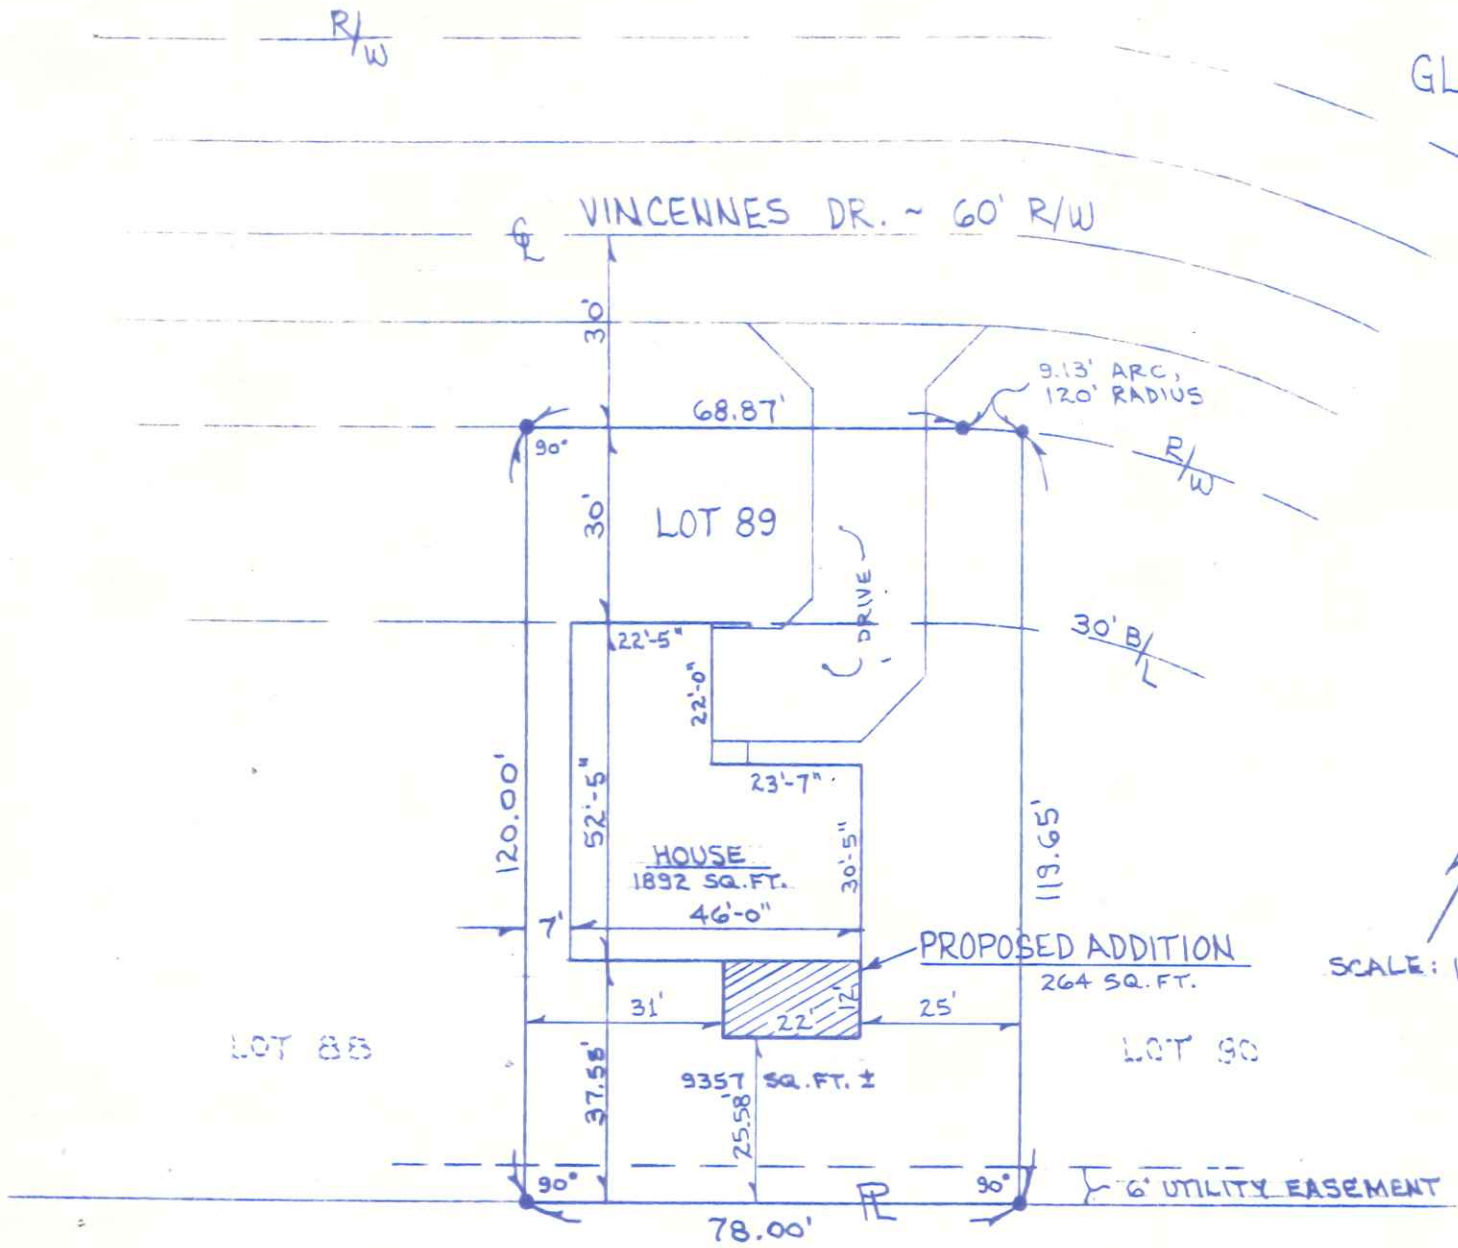 R/W
GL
VINCENNES DR. ~ 60' R/W
℄
30'
9.13' ARC,
120' RADIUS
68.87'
90°
R/W
30'
LOT 89
DRIVE
30' B/L
22'-5"
22'-0"
23'-7"
120.00'
52'-5"
119.65'
HOUSE
1892 SQ.FT.
30'-5"
46'-0"
7'
PROPOSED ADDITION
264 SQ.FT.
SCALE: 1
12'
22'
31'
25'
LOT 88
LOT 90
37.58'
9357 SQ.FT. ±
25.58'
90°
90°
6' UTILITY EASEMENT
PL
78.00'